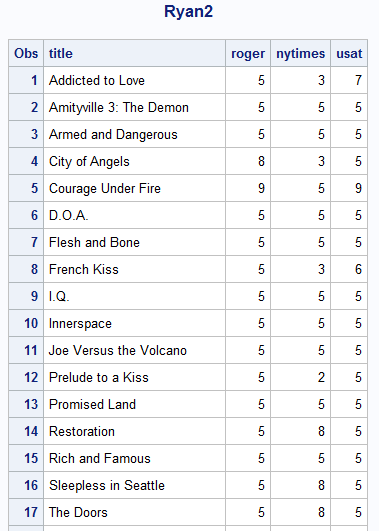 Ryan2
Obs title roger nytimes usat
1 Addicted to Love 5 3 7
2 Amityville 3: The Demon 5 5 5
3 Armed and Dangerous 5 5 5
4 City of Angels 8 3 5
5 Courage Under Fire 9 5 9
6 D.O.A. 5 5 5
7 Flesh and Bone 5 5 5
8 French Kiss 5 3 6
9 I.Q. 5 5 5
10 Innerspace 5 5 5
11 Joe Versus the Volcano 5 5 5
12 Prelude to a Kiss 5 2 5
13 Promised Land 5 5 5
14 Restoration 5 8 5
15 Rich and Famous 5 5 5
16 Sleepless in Seattle 5 8 5
17 The Doors 5 8 5